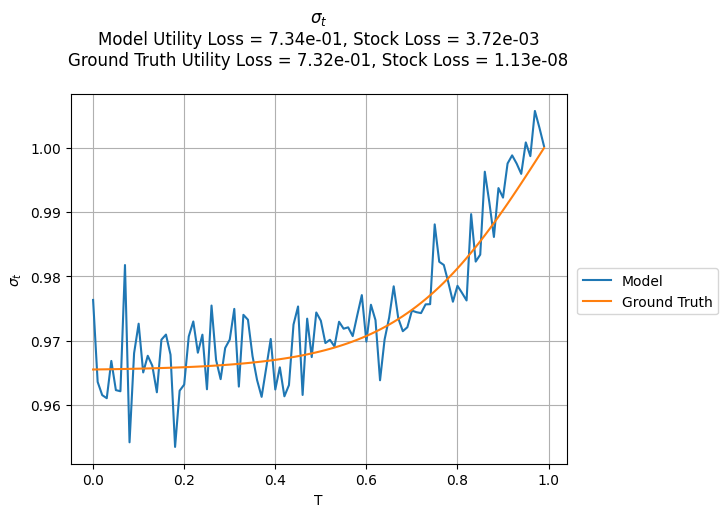 σt
Model Utility Loss = 7.34e-01, Stock Loss = 3.72e-03
Ground Truth Utility Loss = 7.32e-01, Stock Loss = 1.13e-08
1.00
0.99
0.98
0.97
0.96
σt
0.0 0.2 0.4 0.6 0.8 1.0
T
Model
Ground Truth